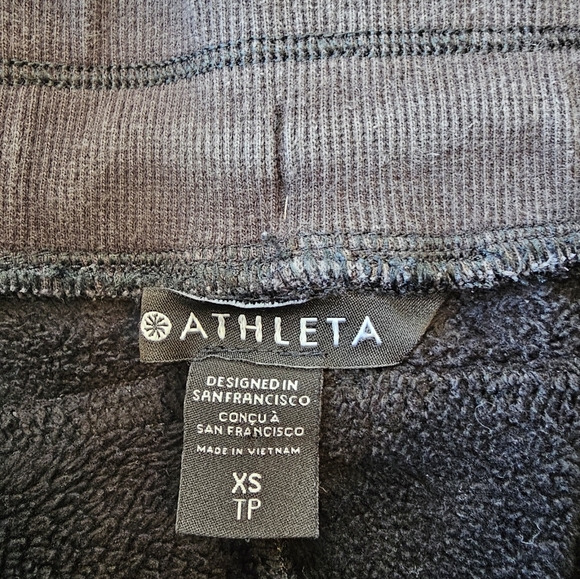 ATHLETA
DESIGNED IN
SAN FRANCISCO
CONÇU À
SAN FRANCISCO
MADE IN VIETNAM
XS
TP